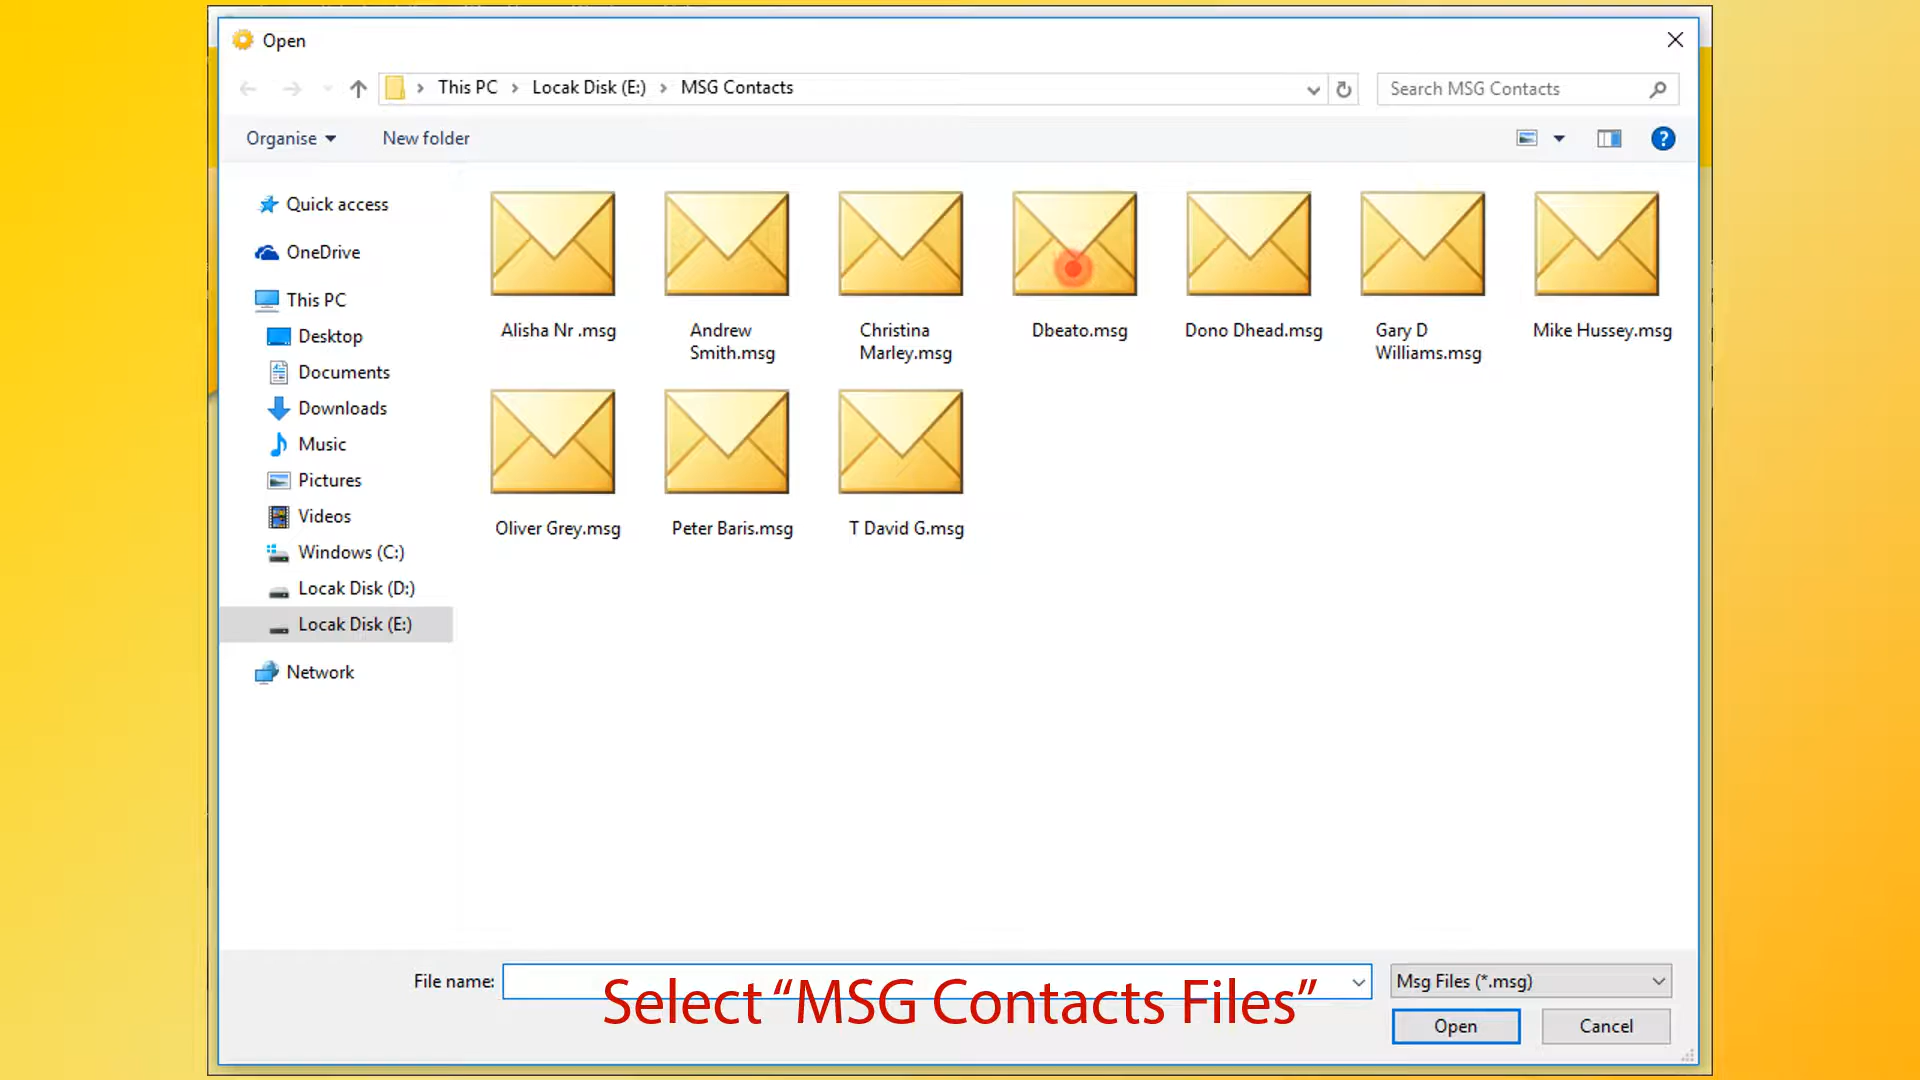 Open
This PC
Locak Disk (E:)
MSG Contacts
Search MSG Contacts
Organise
New folder
?
Quick access
OneDrive
This PC
Desktop
Documents
Downloads
Music
Pictures
Videos
Windows (C:)
Locak Disk (D:)
Locak Disk (E:)
Network
Alisha Nr .msg
Andrew
Smith.msg
Christina
Marley.msg
Dbeato.msg
Dono Dhead.msg
Gary D
Williams.msg
Mike Hussey.msg
Oliver Grey.msg
Peter Baris.msg
T David G.msg
File name:
Msg Files (*.msg)
Select “MSG Contacts Files”
Open
Cancel